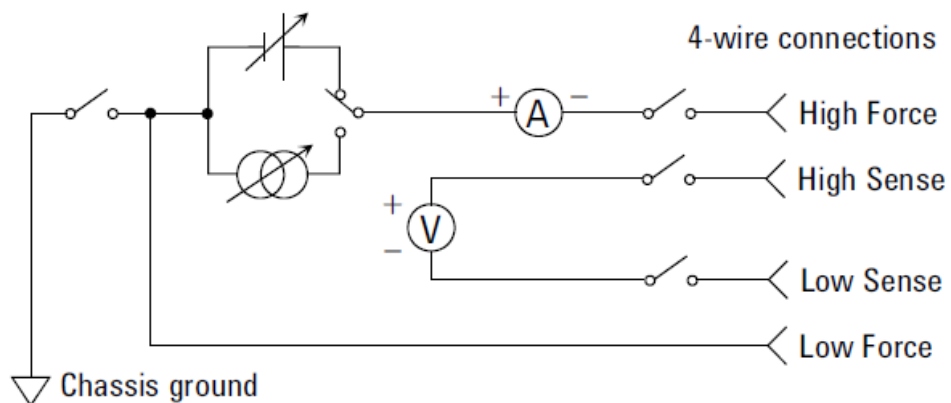 4-wire connections
+ A −
High Force
High Sense
+
V
−
Low Sense
Low Force
Chassis ground